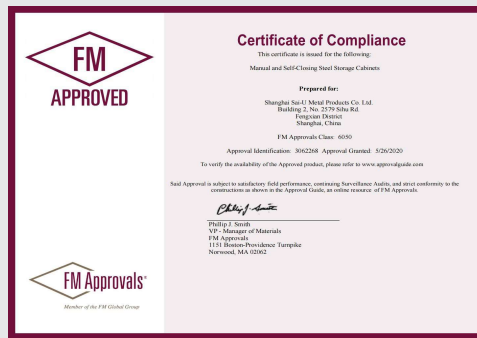 FM
APPROVED
Certificate of Compliance
This certificate is issued for the following:
Manual and Self-Closing Steel Storage Cabinets
Prepared for:
Shanghai Sai-U Metal Products Co. Ltd.
Building 2, No. 2579 Sihu Rd.
Fengxian District
Shanghai, China
FM Approvals Class: 6050
Approval Identification: 3062268 Approval Granted: 5/26/2020
To verify the availability of the Approved product, please refer to www.approvalguide.com
Said Approval is subject to satisfactory field performance, continuing Surveillance Audits, and strict conformity to the
constructions as shown in the Approval Guide, an online resource of FM Approvals.
Phillip J. Smith
Phillip J. Smith
VP - Manager of Materials
FM Approvals
1151 Boston-Providence Turnpike
Norwood, MA 02062
FM Approvals®
Member of the FM Global Group